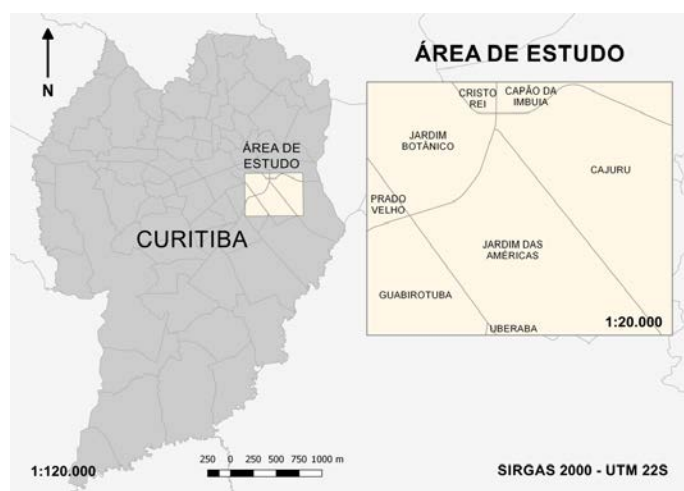 N
ÁREA DE
ESTUDO
CURITIBA
1:120.000
250 0 250 500 750 1000 m
ÁREA DE ESTUDO
CRISTO
REI
CAPÃO DA
IMBUIA
JARDIM
BOTÂNICO
CAJURU
PRADO
VELHO
JARDIM DAS
AMÉRICAS
GUABIROTUBA
UBERABA
1:20.000
SIRGAS 2000 - UTM 22S